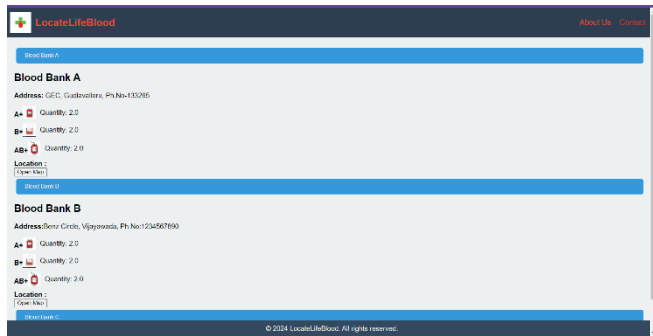 LocateLifeBlood
About Us Contact
Blood Bank A
Blood Bank A
Address: GEC, Gudlavalleru, Ph.No-133265
A+ Quantity: 2.0
B+ Quantity: 2.0
AB+ Quantity: 2.0
Location :
Open Map
Blood Bank B
Blood Bank B
Address:Benz Circle, Vijayawada, Ph.No:1234567890
A+ Quantity: 2.0
B+ Quantity: 2.0
AB+ Quantity: 2.0
Location :
Open Map
Blood Bank C
© 2024 LocateLifeBlood. All rights reserved.